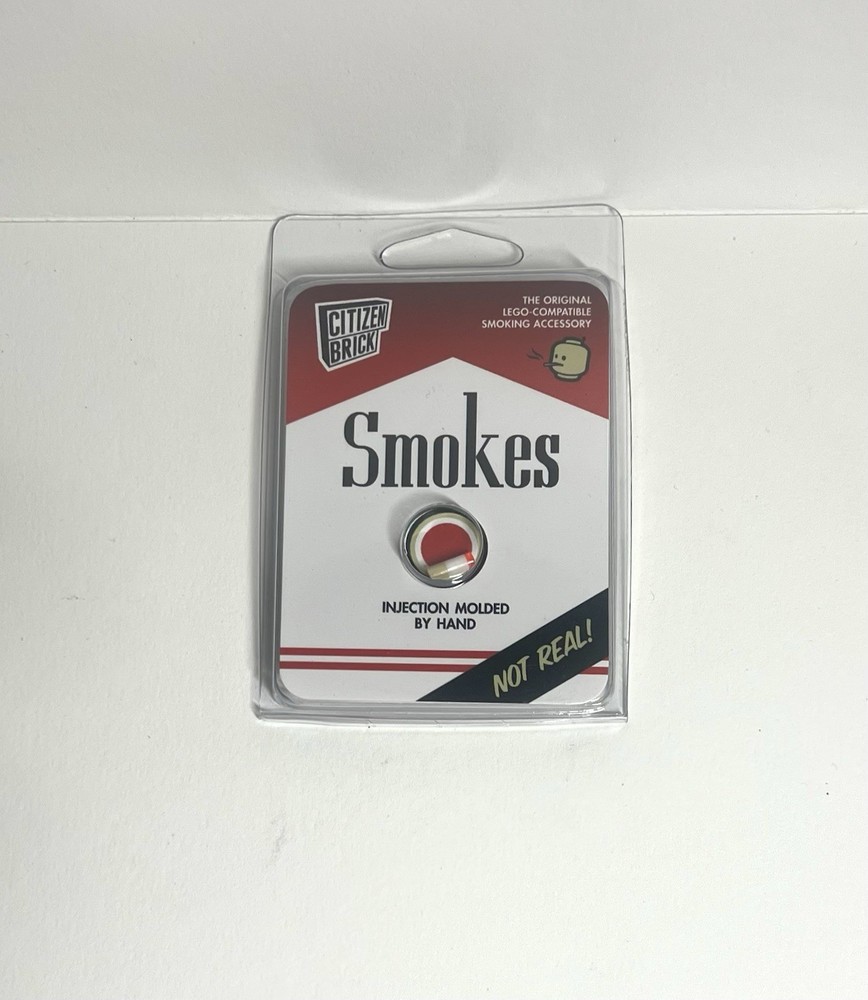 CITIZEN
BRICK
THE ORIGINAL
LEGO-COMPATIBLE
SMOKING ACCESSORY
Smokes
INJECTION MOLDED
BY HAND
NOT REAL!